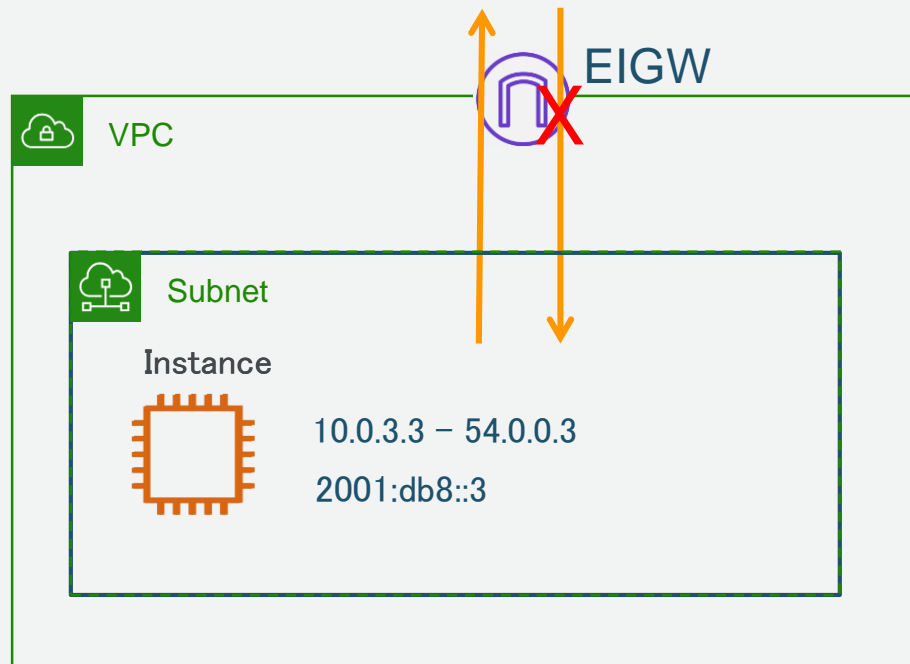 EIGW
X
VPC
Subnet
Instance
10.0.3.3 – 54.0.0.3
2001:db8::3